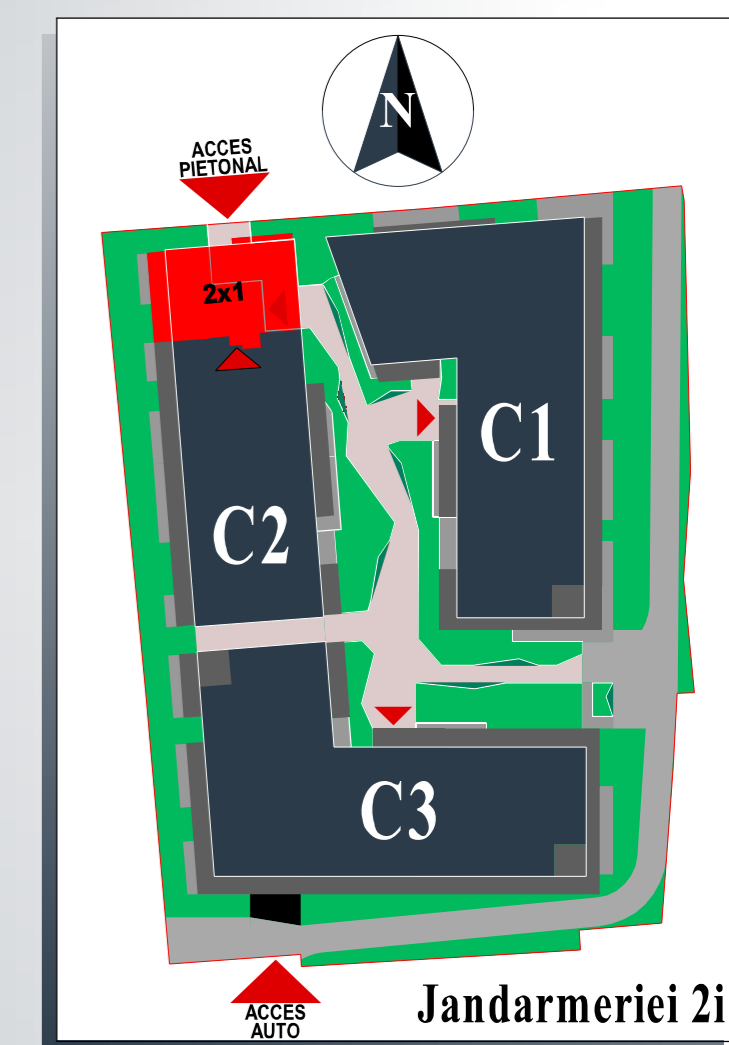 N
ACCES
PIETONAL
2x1
C1
C2
C3
Jandarmeriei 2i
ACCES
AUTO